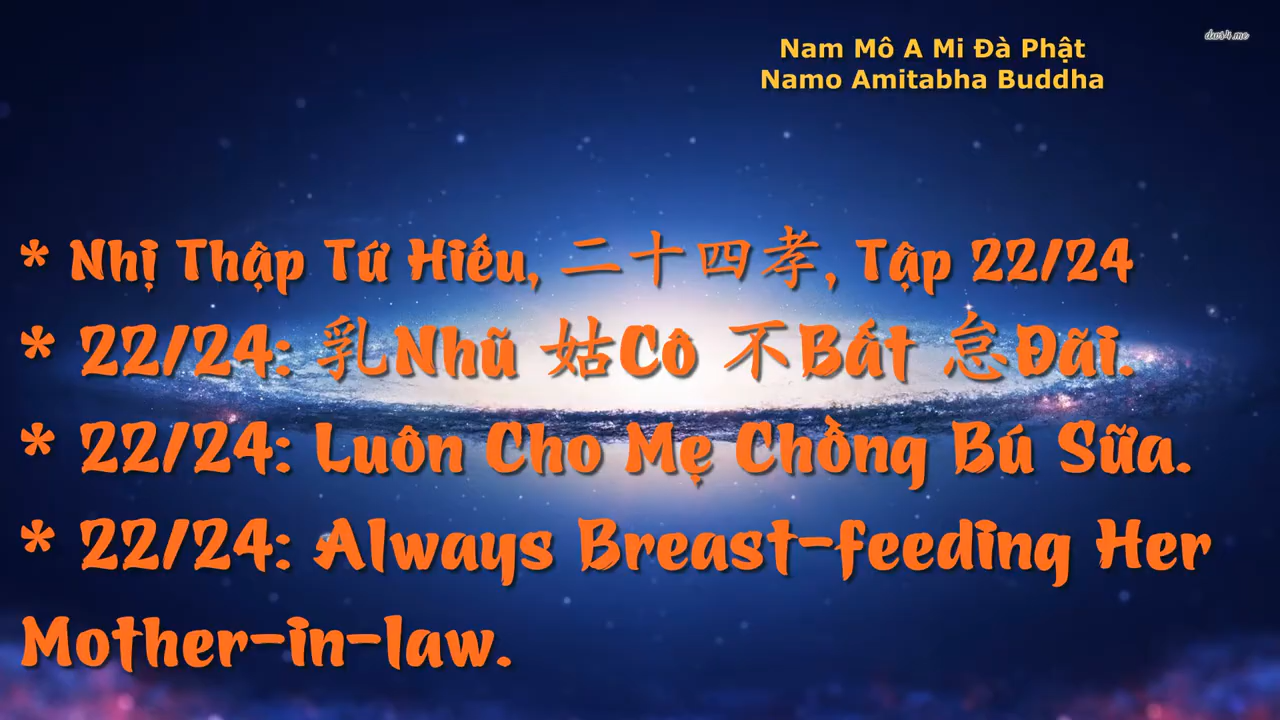 Nam Mô A Mi Đà Phật
Namo Amitabha Buddha
dws4.me
* Nhị Thập Tứ Hiếu, 二十四孝, Tập 22/24
* 22/24: 乳Nhũ 姑Cô 不Bất 怠Đãi.
* 22/24: Luôn Cho Mẹ Chồng Bú Sữa.
* 22/24: Always Breast-feeding Her
Mother-in-law.